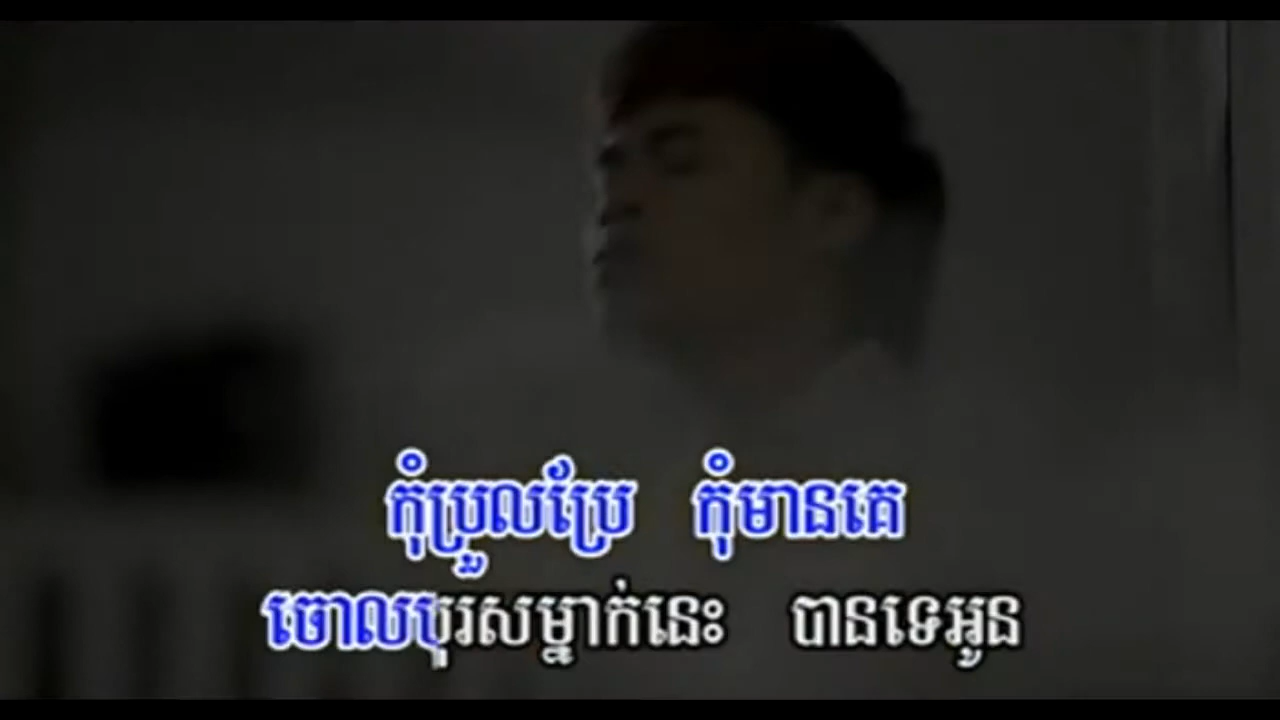 កុំប្រួលប្រែ កុំមានគេ
ចោលបុរសម្នាក់នេះ បានទេអូន